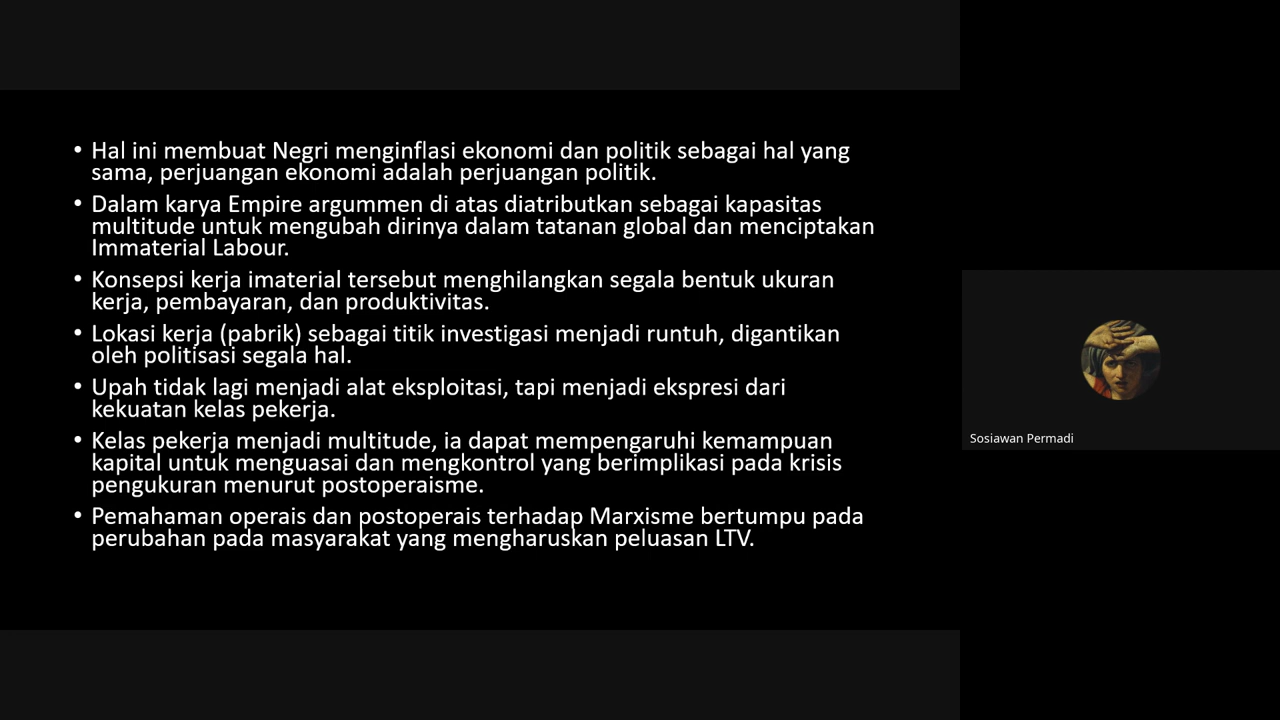 • Hal ini membuat Negri menginflasi ekonomi dan politik sebagai hal yang
sama, perjuangan ekonomi adalah perjuangan politik.
• Dalam karya Empire argummen di atas diatributkan sebagai kapasitas
multitude untuk mengubah dirinya dalam tatanan global dan menciptakan
Immaterial Labour.
• Konsepsi kerja imaterial tersebut menghilangkan segala bentuk ukuran
kerja, pembayaran, dan produktivitas.
• Lokasi kerja (pabrik) sebagai titik investigasi menjadi runtuh, digantikan
oleh politisasi segala hal.
• Upah tidak lagi menjadi alat eksploitasi, tapi menjadi ekspresi dari
kekuatan kelas pekerja.
• Kelas pekerja menjadi multitude, ia dapat mempengaruhi kemampuan
kapital untuk menguasai dan mengkontrol yang berimplikasi pada krisis
pengukuran menurut postoperaisme.
• Pemahaman operais dan postoperais terhadap Marxisme bertumpu pada
perubahan pada masyarakat yang mengharuskan peluasan LTV.
Sosiawan Permadi